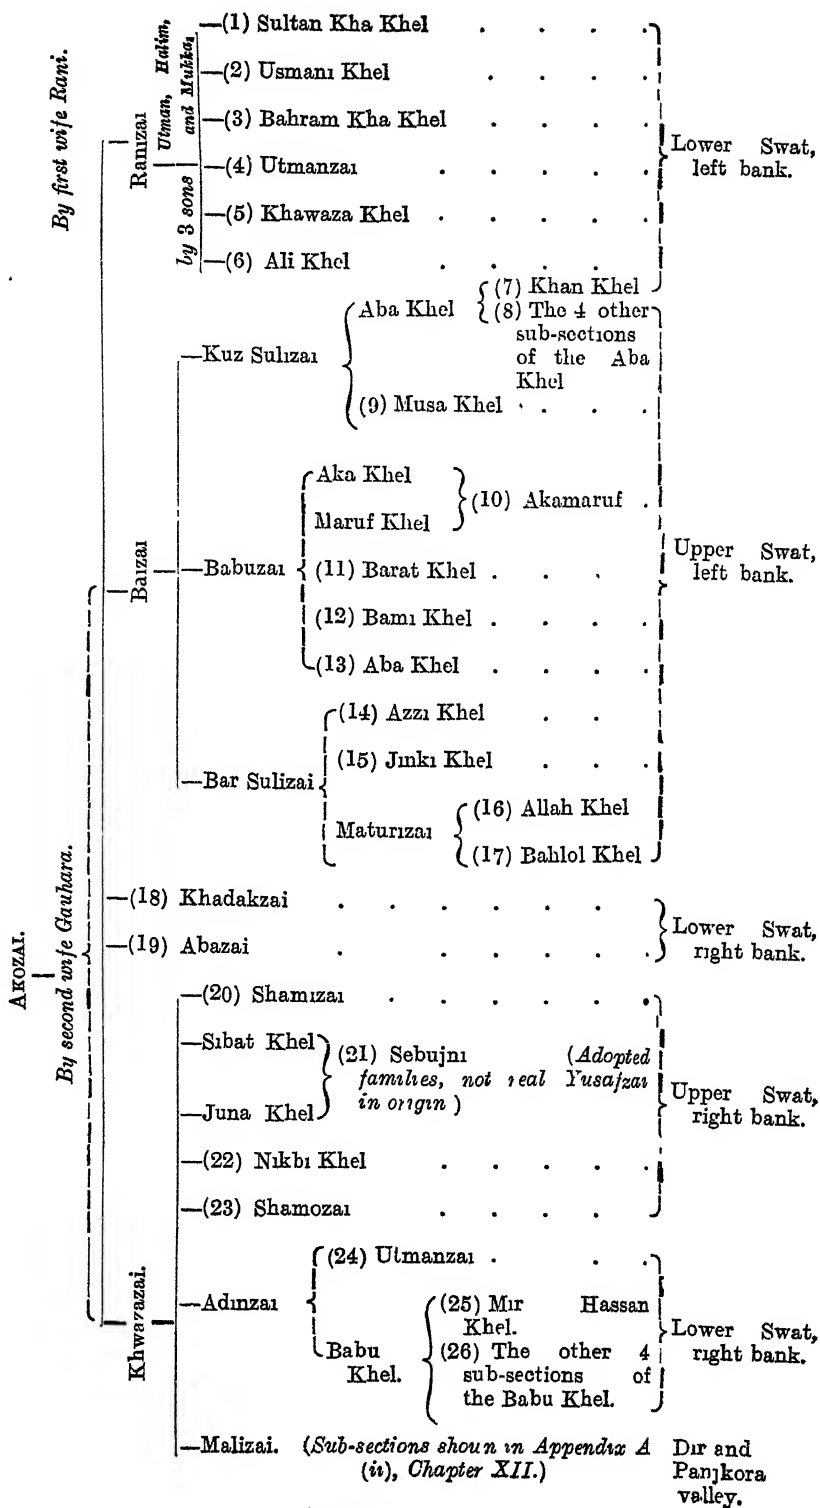 AKOZAI.
By first wife Rani.
By second wife Gauhara.
Ranizai
by 3 sons Utman, Halim,
and Mukka,
(1) Sultan Kha Khel . . . .
(2) Usmani Khel . . . .
(3) Bahram Kha Khel . . . .
(4) Utmanzai . . . . .
(5) Khawaza Khel . . . . .
(6) Ali Khel . . . .
Lower Swat,
left bank.
Baizai
Kuz Sulizai
Aba Khel
(7) Khan Khel
(8) The 4 other
sub-sections
of the Aba
Khel
(9) Musa Khel . . . .
Babuzai
Aka Khel
Maruf Khel
(10) Akamaruf .
(11) Barat Khel . . . .
(12) Bami Khel . . . .
(13) Aba Khel . . . .
Bar Sulizai
(14) Azzi Khel . .
(15) Jinki Khel . . .
Maturizai
(16) Allah Khel
(17) Bahlol Khel
Upper Swat,
left bank.
(18) Khadakzai . . . . . . .
(19) Abazai . . . . . . .
Lower Swat,
right bank.
Khwazazai.
(20) Shamizai . . . . . .
Sibat Khel
Juna Khel
(21) Sebujni (Adopted
families, not real Yusafzai
in origin)
(22) Nikbi Khel . . . . .
(23) Shamozai . . . . .
Upper Swat,
right bank.
Adinzai
(24) Utmanzai . . .
Babu
Khel.
(25) Mir Hassan
Khel.
(26) The other 4
sub-sections of
the Babu Khel.
Lower Swat,
right bank.
Malizai. (Sub-sections shown in Appendix A
(ii), Chapter XII.)
Dir and
Panjkora
valley.